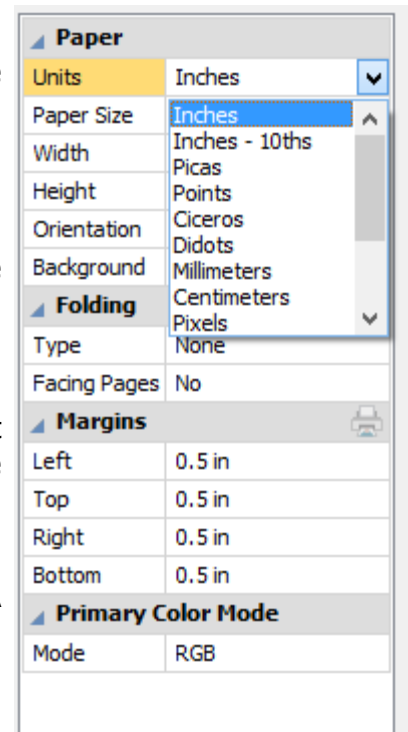 Paper
Units Inches
Paper Size Inches
Inches - 10ths
Width Picas
Height Points
Ciceros
Orientation Didots
Background Millimeters
Centimeters
Folding Pixels
Type None
Facing Pages No
Margins
Left 0.5 in
Top 0.5 in
Right 0.5 in
Bottom 0.5 in
Primary Color Mode
Mode RGB